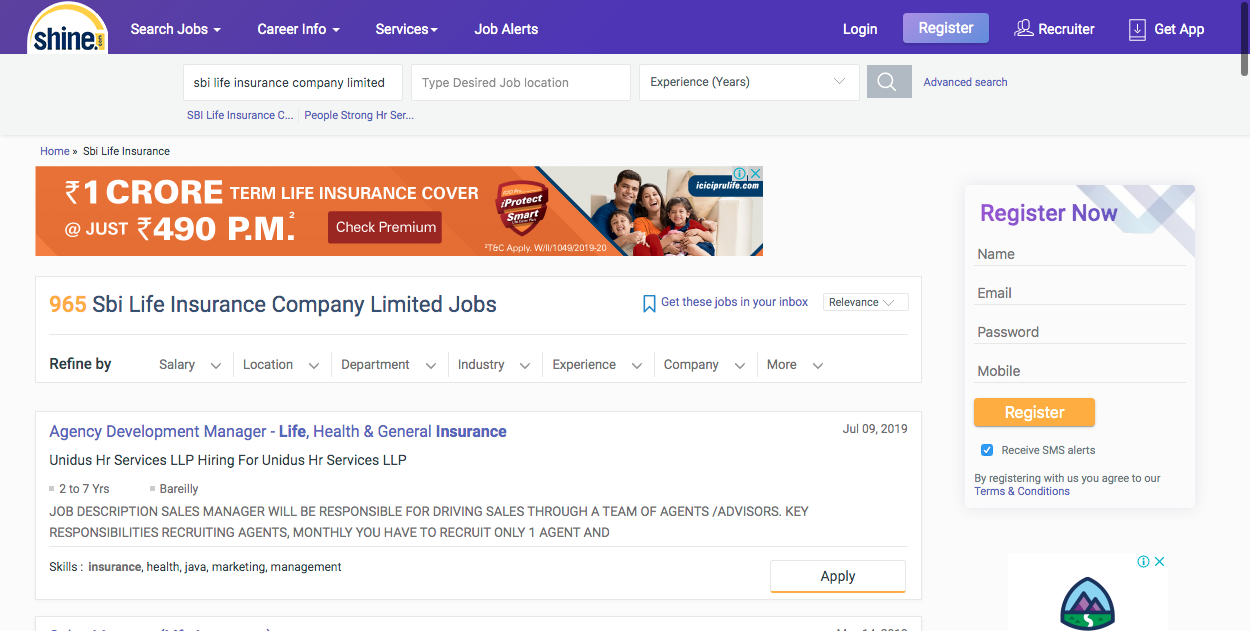 shine.com
Search Jobs
Career Info
Services
Job Alerts
Login
Register
Recruiter
Get App
sbi life insurance company limited
Type Desired Job location
Experience (Years)
Advanced search
SBI Life Insurance C...
People Strong Hr Ser...
Home » Sbi Life Insurance
₹1 CRORE TERM LIFE INSURANCE COVER
@ JUST ₹490 P.M.²
Check Premium
iProtect
Smart
iciciprulife.com
²T&C Apply. W/II/1049/2019-20
Register Now
Name
Email
Password
Mobile
Register
Receive SMS alerts
By registering with us you agree to our
Terms & Conditions
965 Sbi Life Insurance Company Limited Jobs
Get these jobs in your inbox
Relevance
Refine by
Salary
Location
Department
Industry
Experience
Company
More
Agency Development Manager - Life, Health & General Insurance
Jul 09, 2019
Unidus Hr Services LLP Hiring For Unidus Hr Services LLP
2 to 7 Yrs
Bareilly
JOB DESCRIPTION SALES MANAGER WILL BE RESPONSIBLE FOR DRIVING SALES THROUGH A TEAM OF AGENTS /ADVISORS. KEY
RESPONSIBILITIES RECRUITING AGENTS, MONTHLY YOU HAVE TO RECRUIT ONLY 1 AGENT AND
Skills : insurance, health, java, marketing, management
Apply